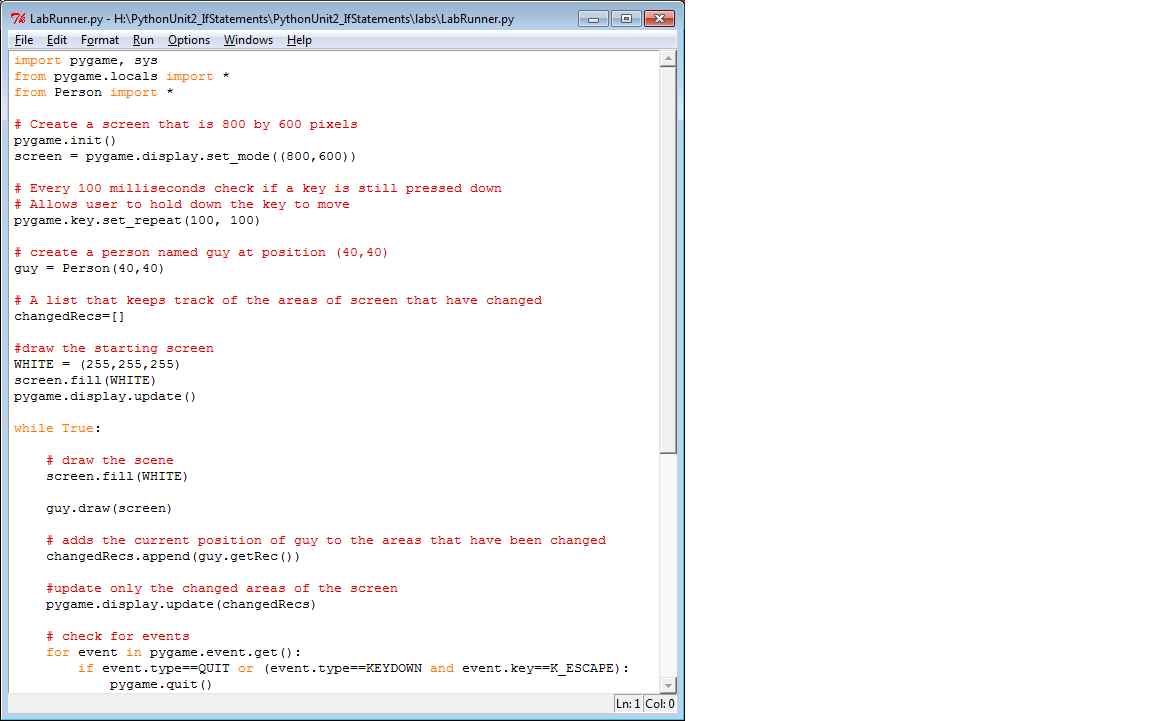 LabRunner.py - H:\PythonUnit2_IfStatements\PythonUnit2_IfStatements\labs\LabRunner.py
File Edit Format Run Options Windows Help
import pygame, sys
from pygame.locals import *
from Person import *

# Create a screen that is 800 by 600 pixels
pygame.init()
screen = pygame.display.set_mode((800,600))

# Every 100 milliseconds check if a key is still pressed down
# Allows user to hold down the key to move
pygame.key.set_repeat(100, 100)

# create a person named guy at position (40,40)
guy = Person(40,40)

# A list that keeps track of the areas of screen that have changed
changedRecs=[]

#draw the starting screen
WHITE = (255,255,255)
screen.fill(WHITE)
pygame.display.update()

while True:

    # draw the scene
    screen.fill(WHITE)

    guy.draw(screen)

    # adds the current position of guy to the areas that have been changed
    changedRecs.append(guy.getRec())

    #update only the changed areas of the screen
    pygame.display.update(changedRecs)

    # check for events
    for event in pygame.event.get():
        if event.type==QUIT or (event.type==KEYDOWN and event.key==K_ESCAPE):
            pygame.quit()
Ln: 1 Col: 0